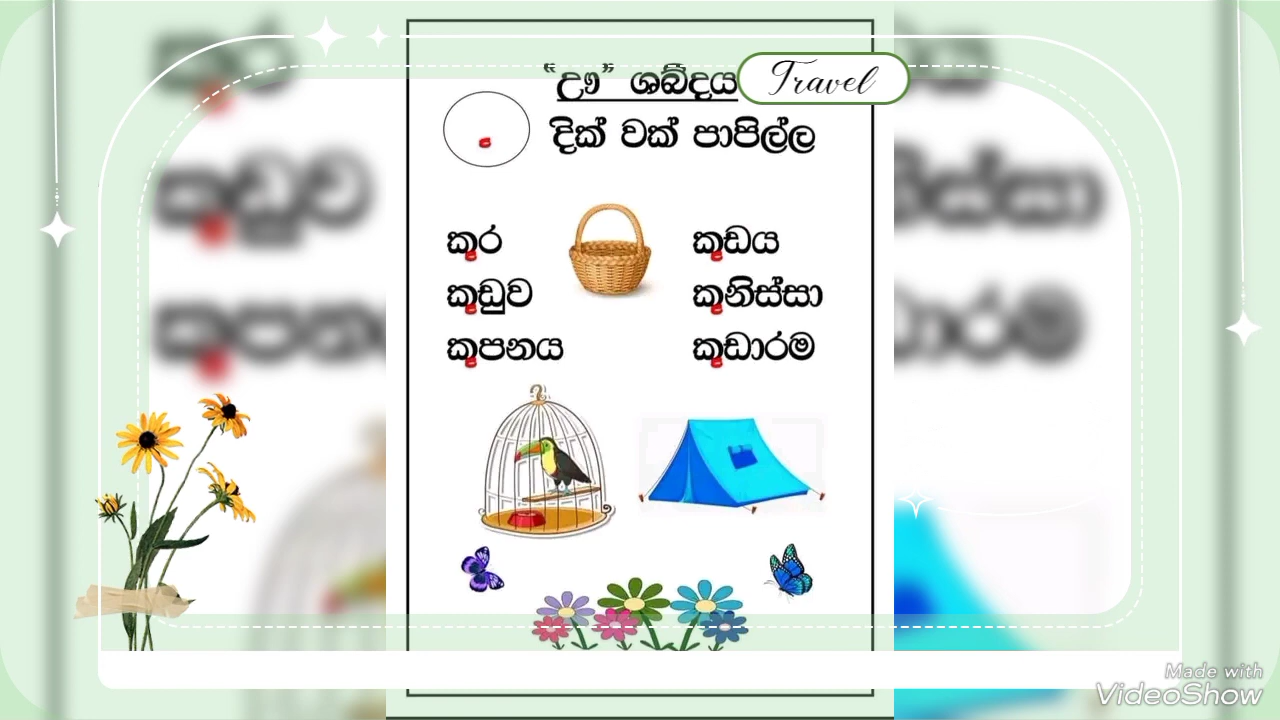 “ඌ” ශබ්දය
Travel
දික් වක් පාපිල්ල
කූර
කූඩය
කූඩුව
කූනිස්සා
කූපනය
කූඩාරම
Made with
VideoShow